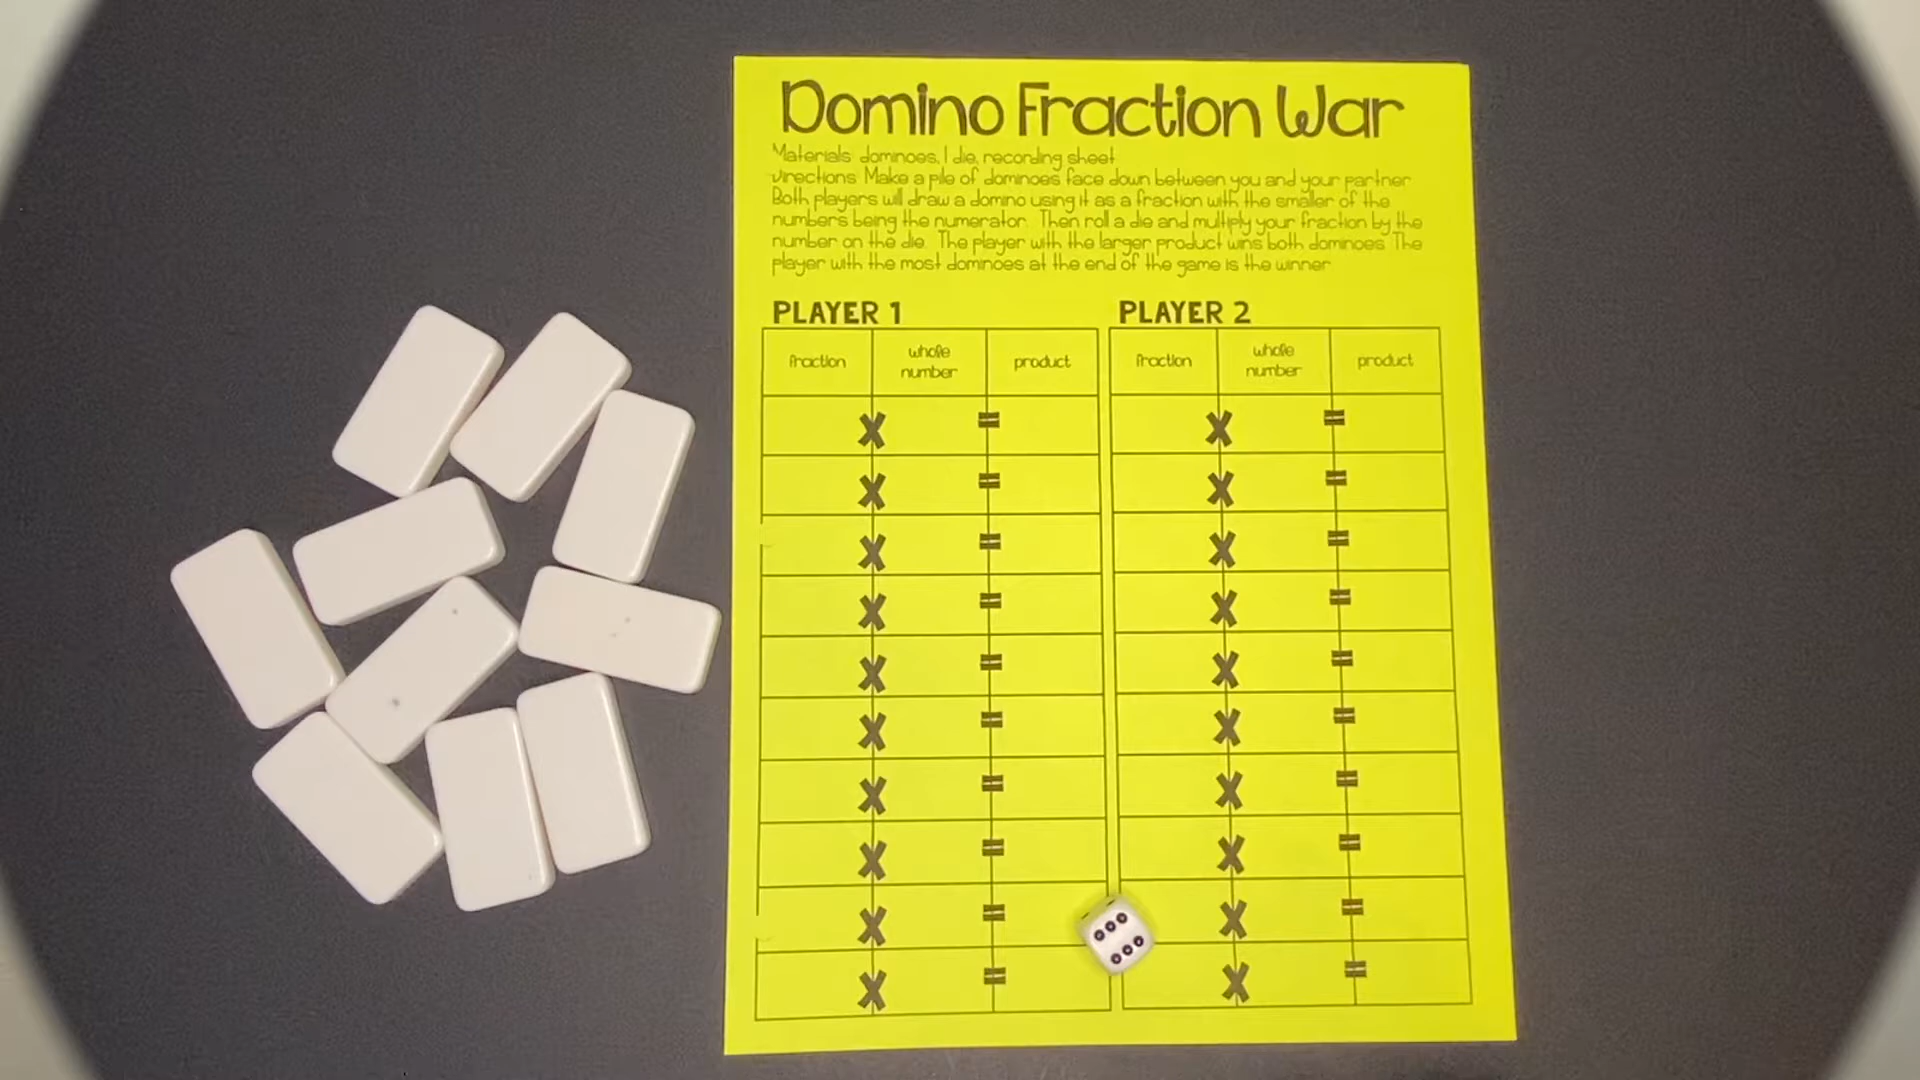 Domino Fraction War
Materials: dominoes, 1 die, recording sheet
Directions: Make a pile of dominoes face down between you and your partner.
Both players will draw a domino using it as a fraction with the smaller of the
numbers being the numerator. Then roll a die and multiply your fraction by the
number on the die. The player with the larger product wins both dominoes. The
player with the most dominoes at the end of the game is the winner.
PLAYER 1 PLAYER 2
fraction whole number product fraction whole number product
X = X =
X = X =
X = X =
X = X =
X = X =
X = X =
X = X =
X = X =
X = X =
X = X =